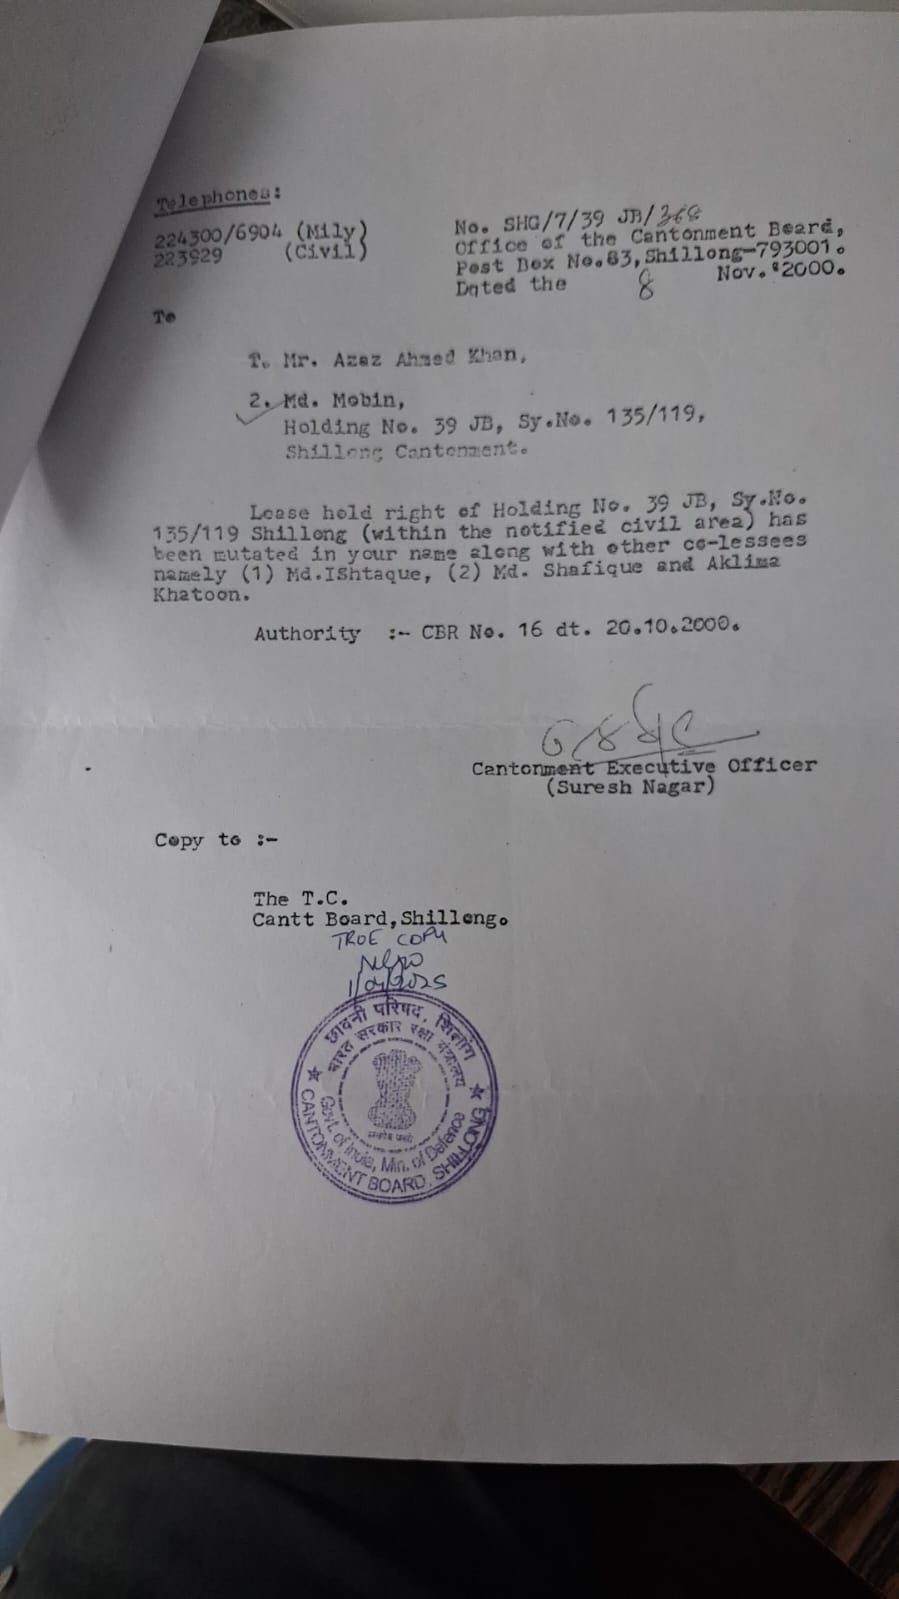 Telephones:
224300/6904 (Mily)
223929 (Civil)
No. SHG/7/39 JB/368
Office of the Cantonment Board,
Post Box No.83, Shillong-793001.
Dated the 8 Nov.'2000.
To
1. Mr. Azaz Ahmed Khan,
2. Md. Mobin,
Holding No. 39 JB, Sy.No. 135/119,
Shillong Cantonment.
Lease hold right of Holding No. 39 JB, Sy.No.
135/119 Shillong (within the notified civil area) has
been mutated in your name along with other co-lessees
namely (1) Md.IShtaque, (2) Md. Shafique and Aklima
Khatoon.
Authority :- CBR No. 16 dt. 20.10.2000.
Cantonment Executive Officer
(Suresh Nagar)
Copy to :-
The T.C.
Cantt Board,Shillong.
TRUE COPY
छावनी परिषद, शिलांग
भारत सरकार रक्षा मंत्रालय
Govt. of India, Min. of Defence
CANTONMENT BOARD, SHILLONG